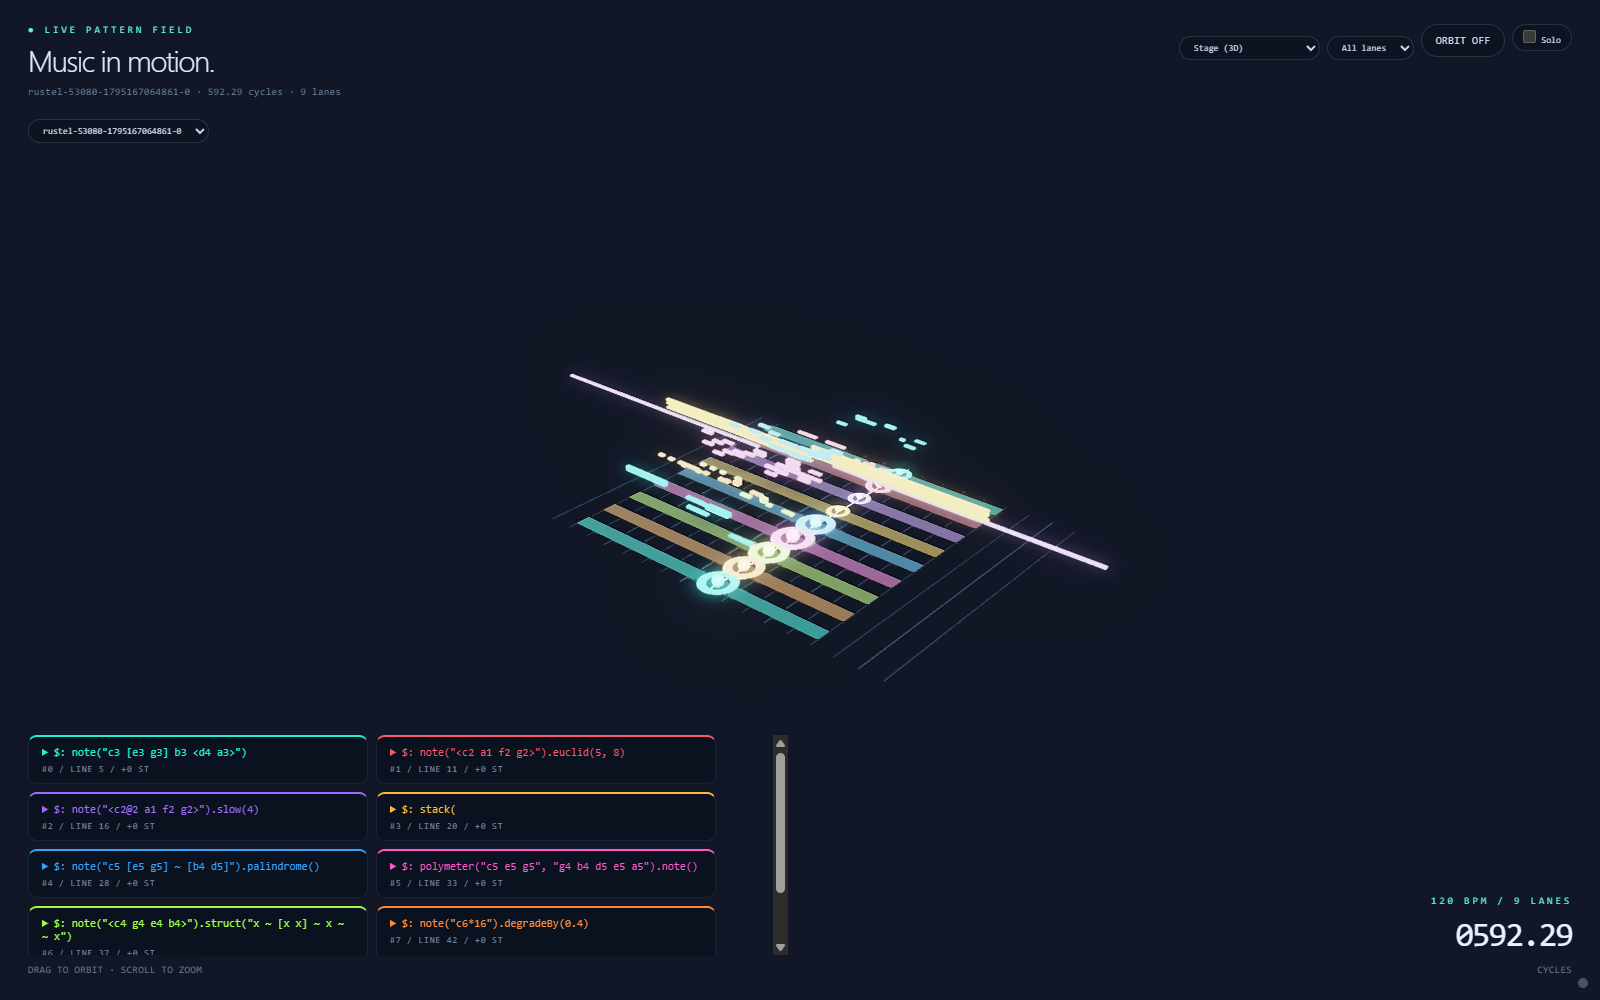 LIVE PATTERN FIELD
Music in motion.
rustel-53080-1795167064861-0 · 592.29 cycles · 9 lanes
rustel-53080-1795167064861-0
Stage (3D)
All lanes
ORBIT OFF
Solo
▶ $: note("c3 [e3 g3] b3 <d4 a3>")
#0 / LINE 5 / +0 ST
▶ $: note("<c2 a1 f2 g2>").euclid(5, 8)
#1 / LINE 11 / +0 ST
▶ $: note("<c2@2 a1 f2 g2>").slow(4)
#2 / LINE 16 / +0 ST
▶ $: stack(
#3 / LINE 20 / +0 ST
▶ $: note("c5 [e5 g5] ~ [b4 d5]").palindrome()
#4 / LINE 28 / +0 ST
▶ $: polymeter("c5 e5 g5", "g4 b4 d5 e5 a5").note()
#5 / LINE 33 / +0 ST
▶ $: note("<c4 g4 e4 b4>").struct("x ~ [x x] ~ x ~
~ x")
#6 / LINE 37 / +0 ST
▶ $: note("c6*16").degradeBy(0.4)
#7 / LINE 42 / +0 ST
DRAG TO ORBIT · SCROLL TO ZOOM
120 BPM / 9 LANES
0592.29
CYCLES